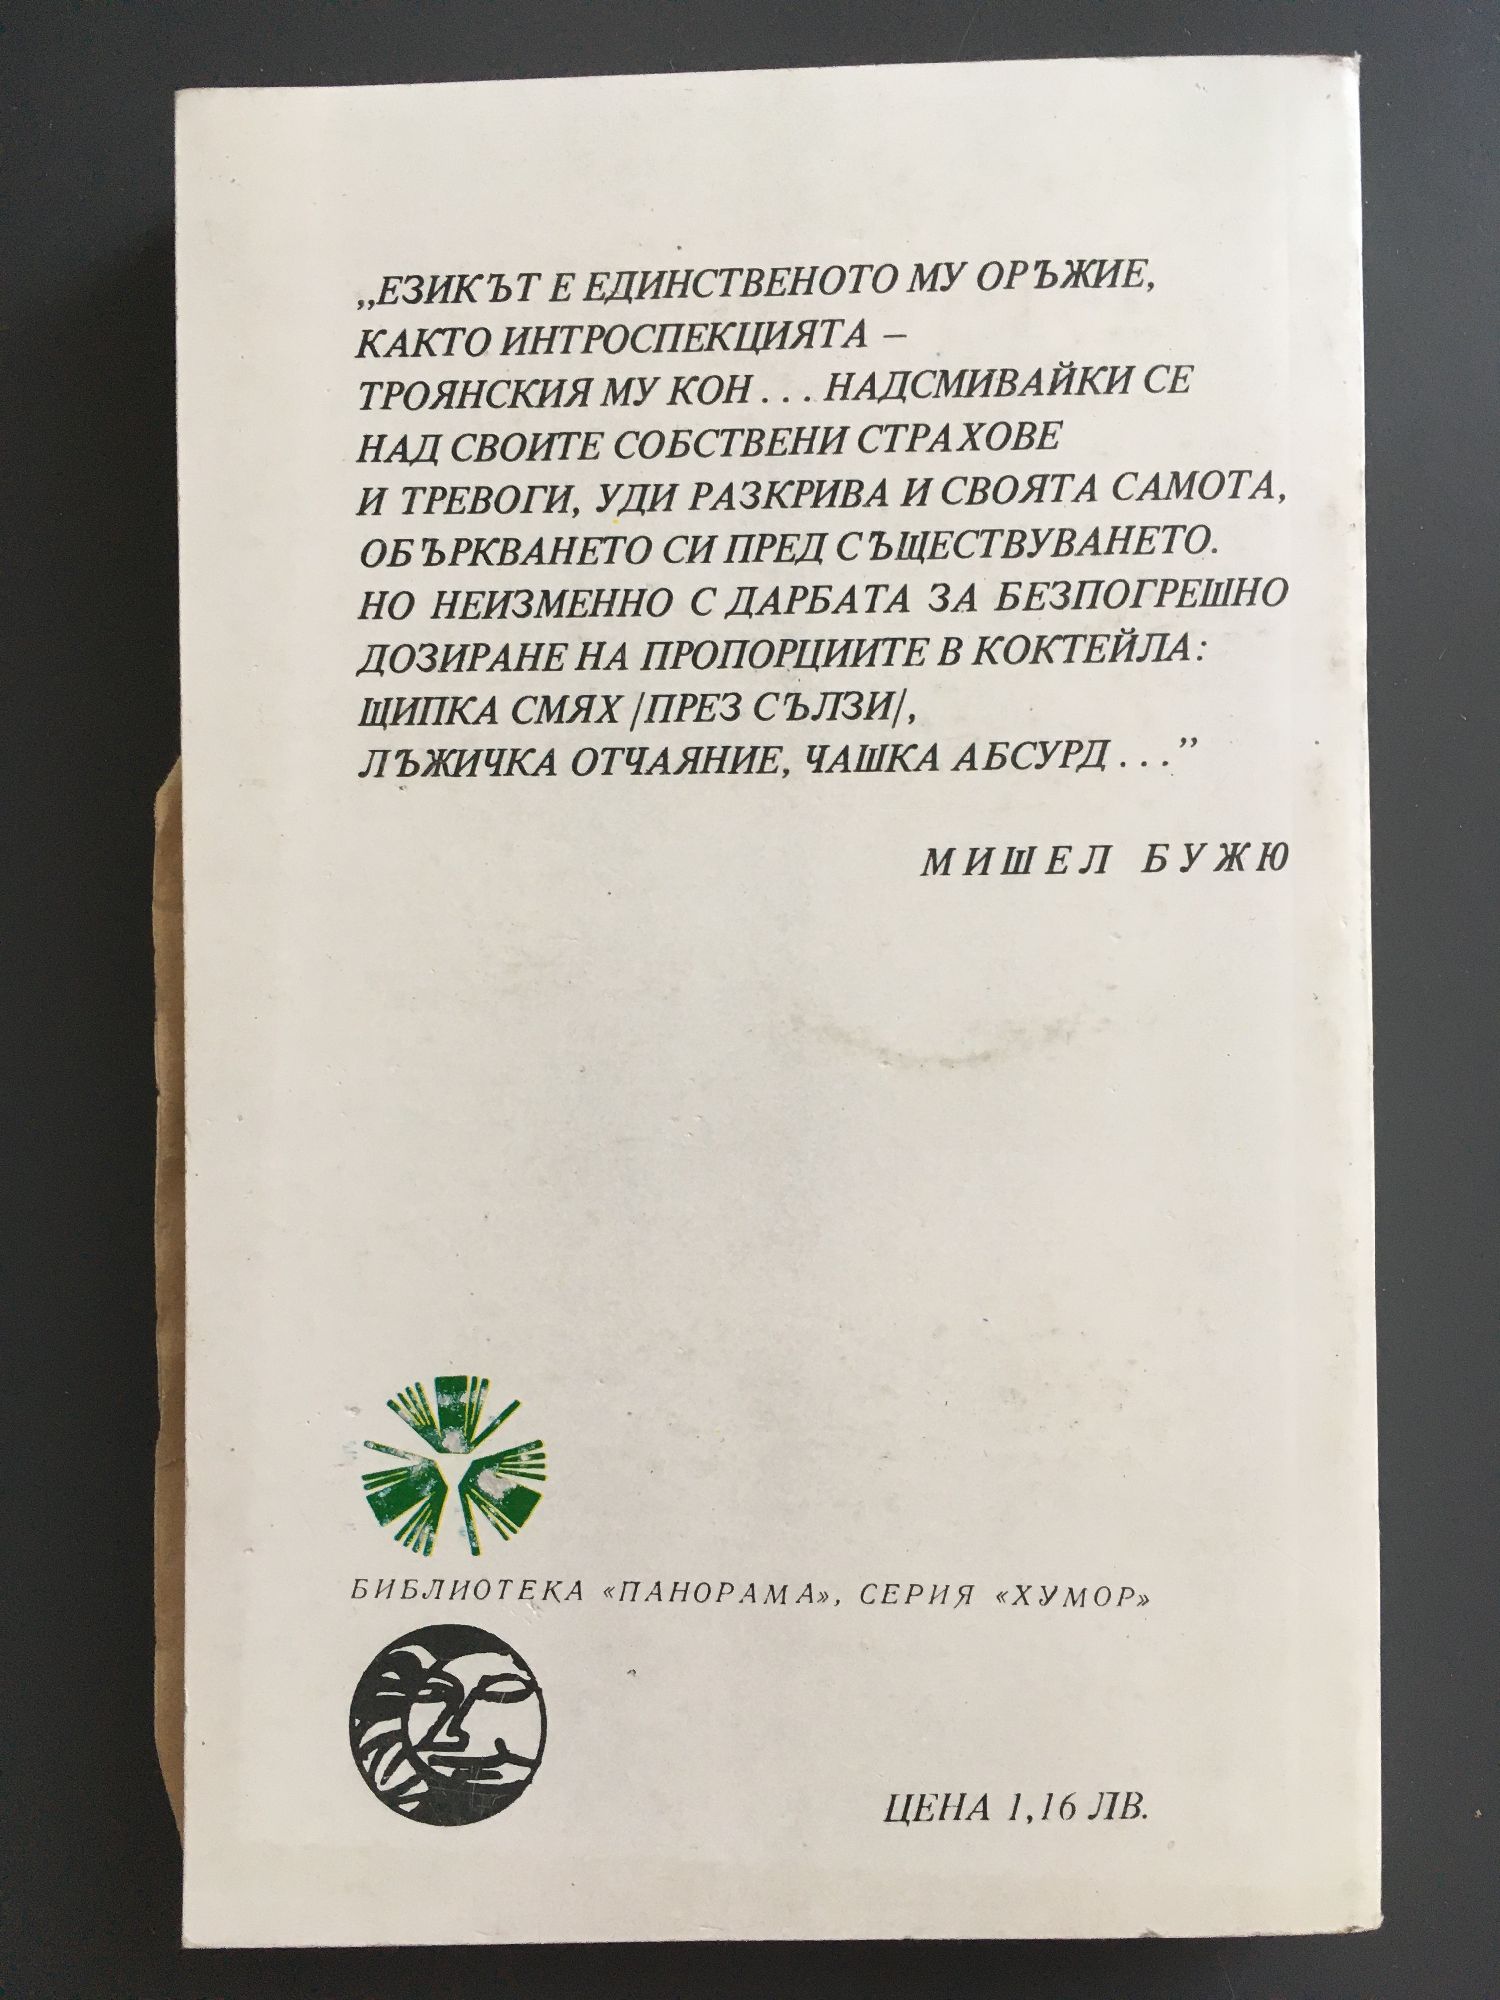 „ЕЗИКЪТ Е ЕДИНСТВЕНОТО МУ ОРЪЖИЕ,
КАКТО ИНТРОСПЕКЦИЯТА –
ТРОЯНСКИЯ МУ КОН . . . НАДСМИВАЙКИ СЕ
НАД СВОИТЕ СОБСТВЕНИ СТРАХОВЕ
И ТРЕВОГИ, УДИ РАЗКРИВА И СВОЯТА САМОТА,
ОБЪРКВАНЕТО СИ ПРЕД СЪЩЕСТВУВАНЕТО.
НО НЕИЗМЕННО С ДАРБАТА ЗА БЕЗПОГРЕШНО
ДОЗИРАНЕ НА ПРОПОРЦИИТЕ В КОКТЕЙЛА:
ЩИПКА СМЯХ /ПРЕЗ СЪЛЗИ/,
ЛЪЖИЧКА ОТЧАЯНИЕ, ЧАШКА АБСУРД . . .”
МИШЕЛ БУЖЮ
БИБЛИОТЕКА «ПАНОРАМА», СЕРИЯ «ХУМОР»
ЦЕНА 1,16 ЛВ.